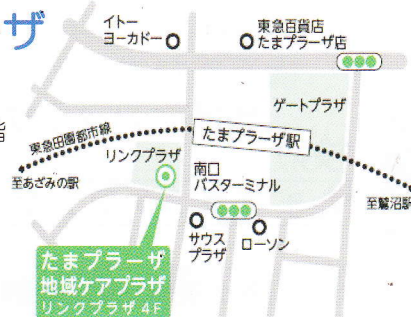 ザ
イトー
ヨーカドー
東急百貨店
たまプラーザ店
ゲートプラザ
東急田園都市線
たまプラーザ駅
リンクプラザ
南口
バスターミナル
至あざみの駅
至鷺沼駅
サウス
プラザ
ローソン
たまプラーザ
地域ケアプラザ
リンクプラザ 4F